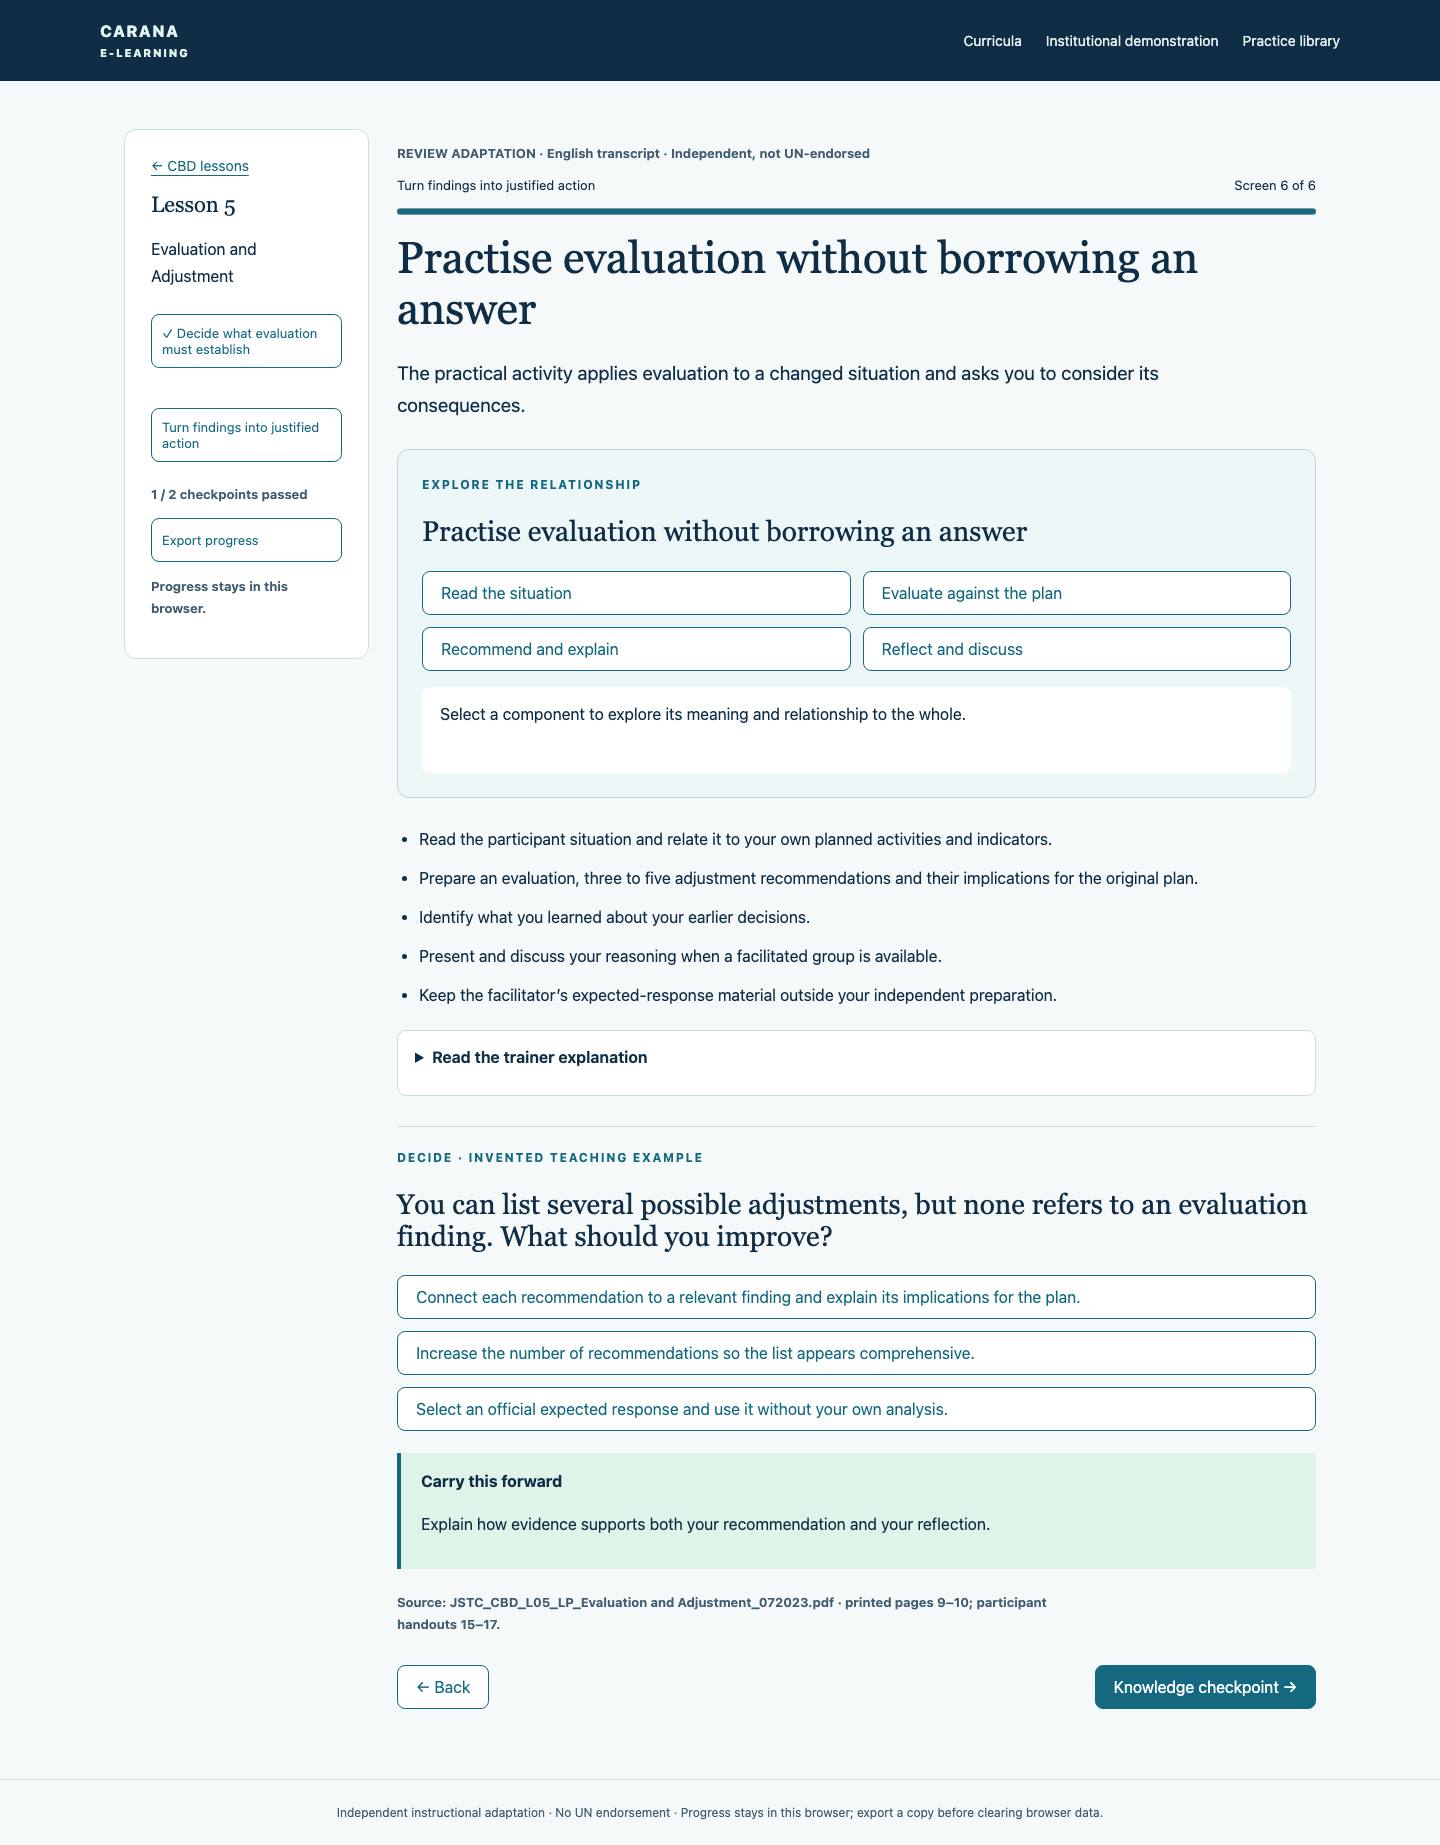 CARANA
E-LEARNING
Curricula
Institutional demonstration
Practice library
← CBD lessons
Lesson 5
Evaluation and
Adjustment
✓ Decide what evaluation
must establish
Turn findings into justified
action
1 / 2 checkpoints passed
Export progress
Progress stays in this
browser.
REVIEW ADAPTATION · English transcript · Independent, not UN-endorsed
Turn findings into justified action
Screen 6 of 6
Practise evaluation without borrowing an
answer
The practical activity applies evaluation to a changed situation and asks you to consider its
consequences.
EXPLORE THE RELATIONSHIP
Practise evaluation without borrowing an answer
Read the situation
Evaluate against the plan
Recommend and explain
Reflect and discuss
Select a component to explore its meaning and relationship to the whole.
• Read the participant situation and relate it to your own planned activities and indicators.
• Prepare an evaluation, three to five adjustment recommendations and their implications for the original plan.
• Identify what you learned about your earlier decisions.
• Present and discuss your reasoning when a facilitated group is available.
• Keep the facilitator’s expected-response material outside your independent preparation.
▶ Read the trainer explanation
DECIDE · INVENTED TEACHING EXAMPLE
You can list several possible adjustments, but none refers to an evaluation
finding. What should you improve?
Connect each recommendation to a relevant finding and explain its implications for the plan.
Increase the number of recommendations so the list appears comprehensive.
Select an official expected response and use it without your own analysis.
Carry this forward
Explain how evidence supports both your recommendation and your reflection.
Source: JSTC_CBD_L05_LP_Evaluation and Adjustment_072023.pdf · printed pages 9–10; participant
handouts 15–17.
← Back
Knowledge checkpoint →
Independent instructional adaptation · No UN endorsement · Progress stays in this browser; export a copy before clearing browser data.